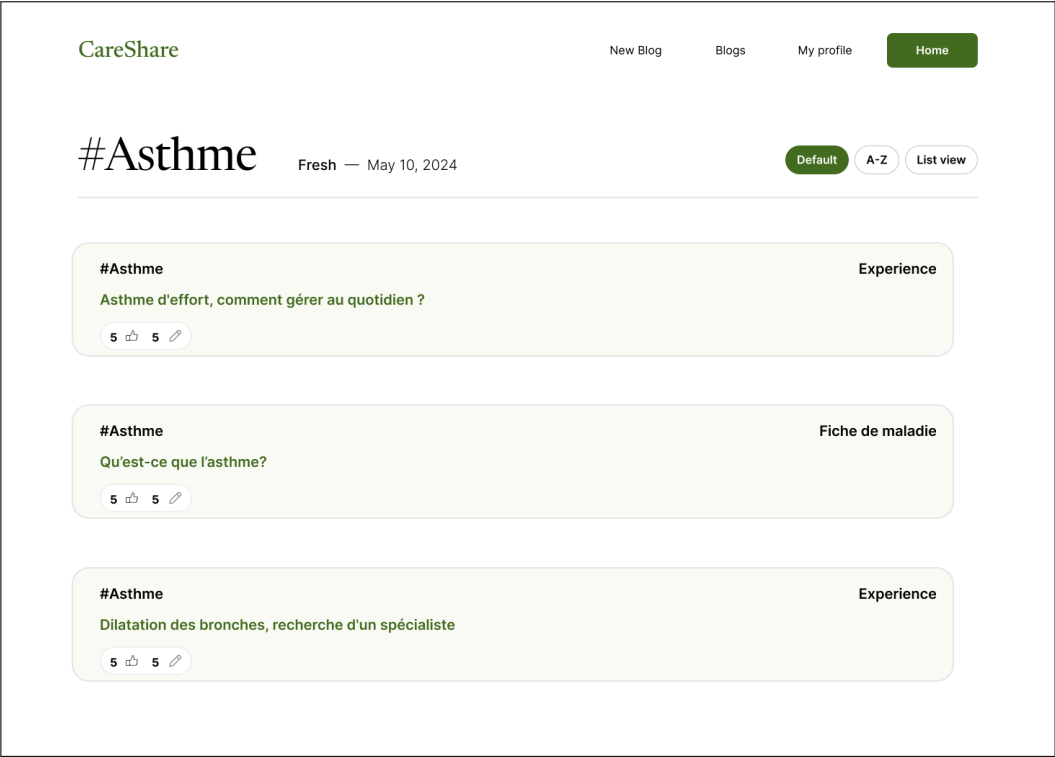 CareShare New Blog Blogs My profile Home
#Asthme Fresh — May 10, 2024 Default A-Z List view
#Asthme Experience
Asthme d'effort, comment gérer au quotidien ?
5 5
#Asthme Fiche de maladie
Qu’est-ce que l’asthme?
5 5
#Asthme Experience
Dilatation des bronches, recherche d'un spécialiste
5 5